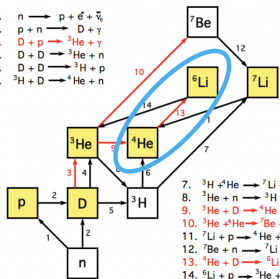 n → p + e⁻ + ν̄ₑ
p + n → D + γ
D + p → ³He + γ
D + D → ³He + n
D + D → ³H + p
³H + D → ⁴He + n
⁷Be
⁶Li
⁷Li
10
12
14
13
³He
9
⁴He
3
4
6
7
p
2
D
5
³H
1
2
n
7. ³H + ⁴He → ⁷Li +
8. ³He + n → ³H
9. ³He + D → ⁴He
10. ³He + ⁴He → ⁷Be +
11. ⁷Li + p → ⁴He +
12. ⁷Be + n → ⁷Li
13. ⁴He + D → ⁶Li
14. ⁶Li + p → ³He